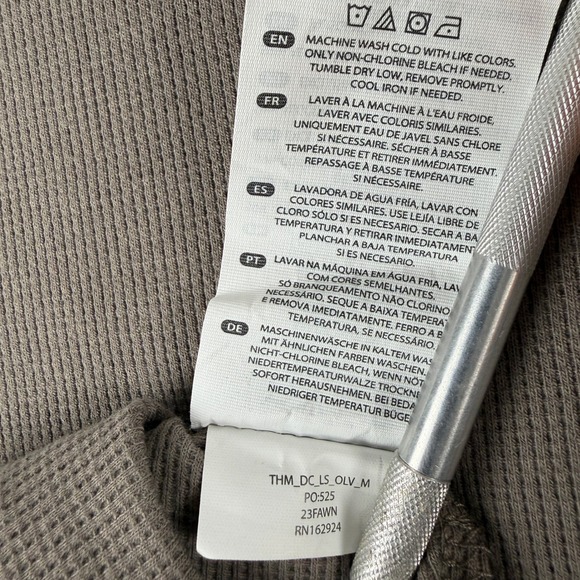 EN MACHINE WASH COLD WITH LIKE COLORS.
ONLY NON-CHLORINE BLEACH IF NEEDED.
TUMBLE DRY LOW, REMOVE PROMPTLY.
COOL IRON IF NEEDED.
FR LAVER À LA MACHINE À L'EAU FROIDE,
LAVER AVEC COLORIS SIMILARIES.
UNIQUEMENT EAU DE JAVEL SANS CHLORE
SI NÉCESSAIRE. SÉCHER À BASSE
TEMPÉRATURE ET RETIRER IMMÉDIATEMENT.
REPASSAGE À BASSE TEMPÉRATURE
SI NÉCESSAIRE.
ES LAVADORA DE AGUA FRÍA, LAVAR CON
COLORES SIMILARES. USE LEJÍA LIBRE DE
CLORO SÓLO SI ES NECESARIO. SECAR A BAJA
TEMPERATURA Y RETIRAR INMEDIATAMENT
PLANCHAR A BAJA TEMPERATURA
SI ES NECESARIO.
PT LAVAR NA MÁQUINA EM ÁGUA FRIA, LAVAR
COM CORES SEMELHANTES,
SÓ BRANQUEAMENTO NÃO CLORINO
NECESSÁRIO. SEQUE A BAIXA TEMPER
E REMOVA IMEDIATAMENTE. FERRO A B
TEMPERATURA, SE NECESSÁRIO
DE MASCHINENWÄSCHE IN KALTEM WAS
MIT ÄHNLICHEN FARBEN WASCHEN.
NICHT-CHLORINE BLEACH, WENN NÖT
NIEDERTEMPERATURWALZE TROCKNE
SOFORT HERAUSNEHMEN. BEI BEDA
NIEDRIGER TEMPERATUR BÜGE
THM_DC_LS_OLV_M
PO:525
23FAWN
RN162924